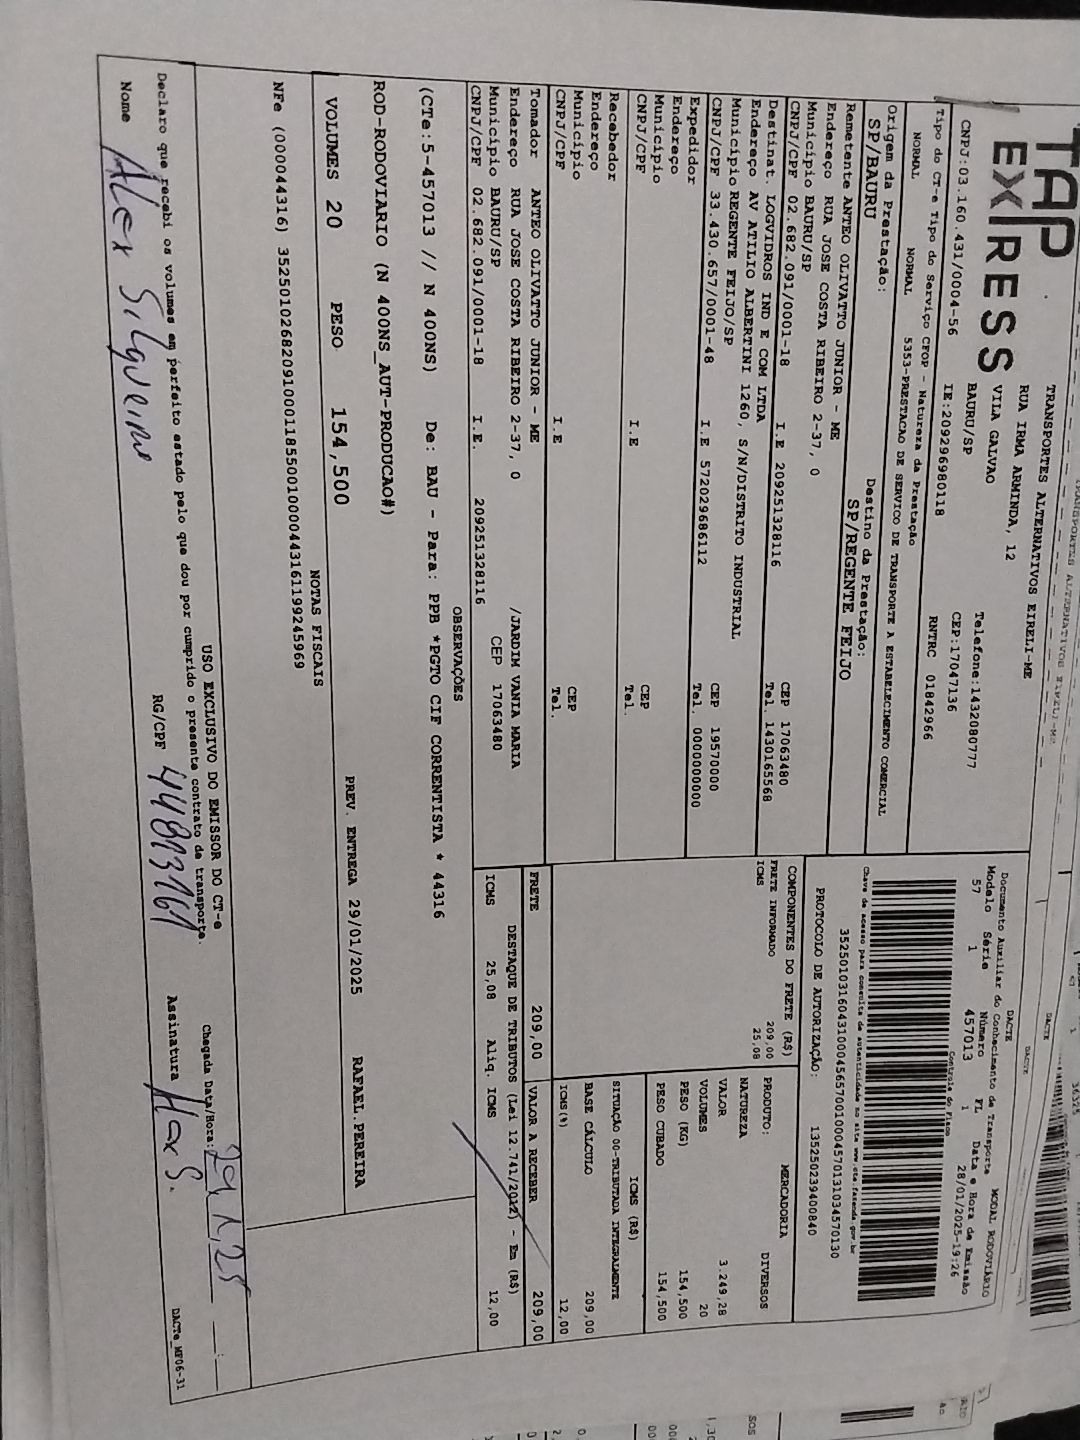 TAP
EXPRESS
TRANSPORTES ALTERNATIVOS EIRELI-ME
RUA IRMA ARMINDA, 12
VILA GALVAO
BAURU/SP
Telefone:1432080777
CNPJ:03.160.431/0004-56 IE:209296980118 CEP:17047136
RNTRC 01842966
DACTE
Documento Auxiliar do Conhecimento de Transporte MODAL RODOVIÁRIO
Modelo Série Número FL Data e Hora de Emissão
57 1 457013 1 28/01/2025-19:26
Controle do Fisco
Chave de acesso para consulta de autenticidade no site www.cte.fazenda.gov.br
35250103160431000456570010004570131034570130
PROTOCOLO DE AUTORIZAÇÃO: 135250239400840
Tipo do CT-e Tipo do Serviço CFOP - Natureza da Prestação
NORMAL NORMAL 5353-PRESTACAO DE SERVICO DE TRANSPORTE A ESTABELECIMENTO COMERCIAL
Origem da Prestação: Destino da Prestação:
SP/BAURU SP/REGENTE FEIJO
Remetente ANTEO OLIVATTO JUNIOR - ME
Endereço RUA JOSE COSTA RIBEIRO 2-37, 0
Município BAURU/SP CEP 17063480
CNPJ/CPF 02.682.091/0001-18 I.E 209251328116 Tel. 1430165568
Destinat. LOGVIDROS IND E COM LTDA
Endereço AV ATILIO ALBERTINI 1260, S/N/DISTRITO INDUSTRIAL
Município REGENTE FEIJO/SP CEP 19570000
CNPJ/CPF 33.430.657/0001-48 I.E 572029686112 Tel. 0000000000
Expedidor
Endereço
Município CEP
CNPJ/CPF I.E Tel.
Recebedor
Endereço
Município CEP
CNPJ/CPF I.E Tel.
Tomador ANTEO OLIVATTO JUNIOR - ME
Endereço RUA JOSE COSTA RIBEIRO 2-37, 0 /JARDIM VANIA MARIA
Município BAURU/SP CEP 17063480
CNPJ/CPF 02.682.091/0001-18 I.E. 209251328116
COMPONENTES DO FRETE (R$)
FRETE INFORMADO 209,00
ICMS 25,08
MERCADORIA
PRODUTO: DIVERSOS
NATUREZA
VALOR 3.249,28
VOLUMES 20
PESO (KG) 154,500
PESO CUBADO 154,500
ICMS (R$)
SITUAÇÃO 00-TRIBUTADA INTEGRALMENTE
BASE CÁLCULO 209,00
ICMS(%) 12,00
FRETE 209,00 VALOR A RECEBER 209,00
DESTAQUE DE TRIBUTOS (Lei 12.741/2012) - Em (R$)
ICMS 25,08 Aliq. ICMS 12,00
OBSERVAÇÕES
(CTe:5-457013 // N 400NS) De: BAU - Para: PPB *PGTO CIF CORRENTISTA * 44316
ROD-RODOVIARIO (N 400NS_AUT-PRODUCAO#)
VOLUMES 20 PESO 154,500 PREV. ENTREGA 29/01/2025 RAFAEL.PEREIRA
NOTAS FISCAIS
NFe (000044316) 35250102682091000118550010000443161199245969
USO EXCLUSIVO DO EMISSOR DO CT-e
Declaro que recebi os volumes em perfeito estado pelo que dou por cumprido o presente contrato de transporte.
Chegada Data/Hora: 29 1 25
Nome Alex Silqueira RG/CPF Assinatura Alex S.
DACTe_MF06-31